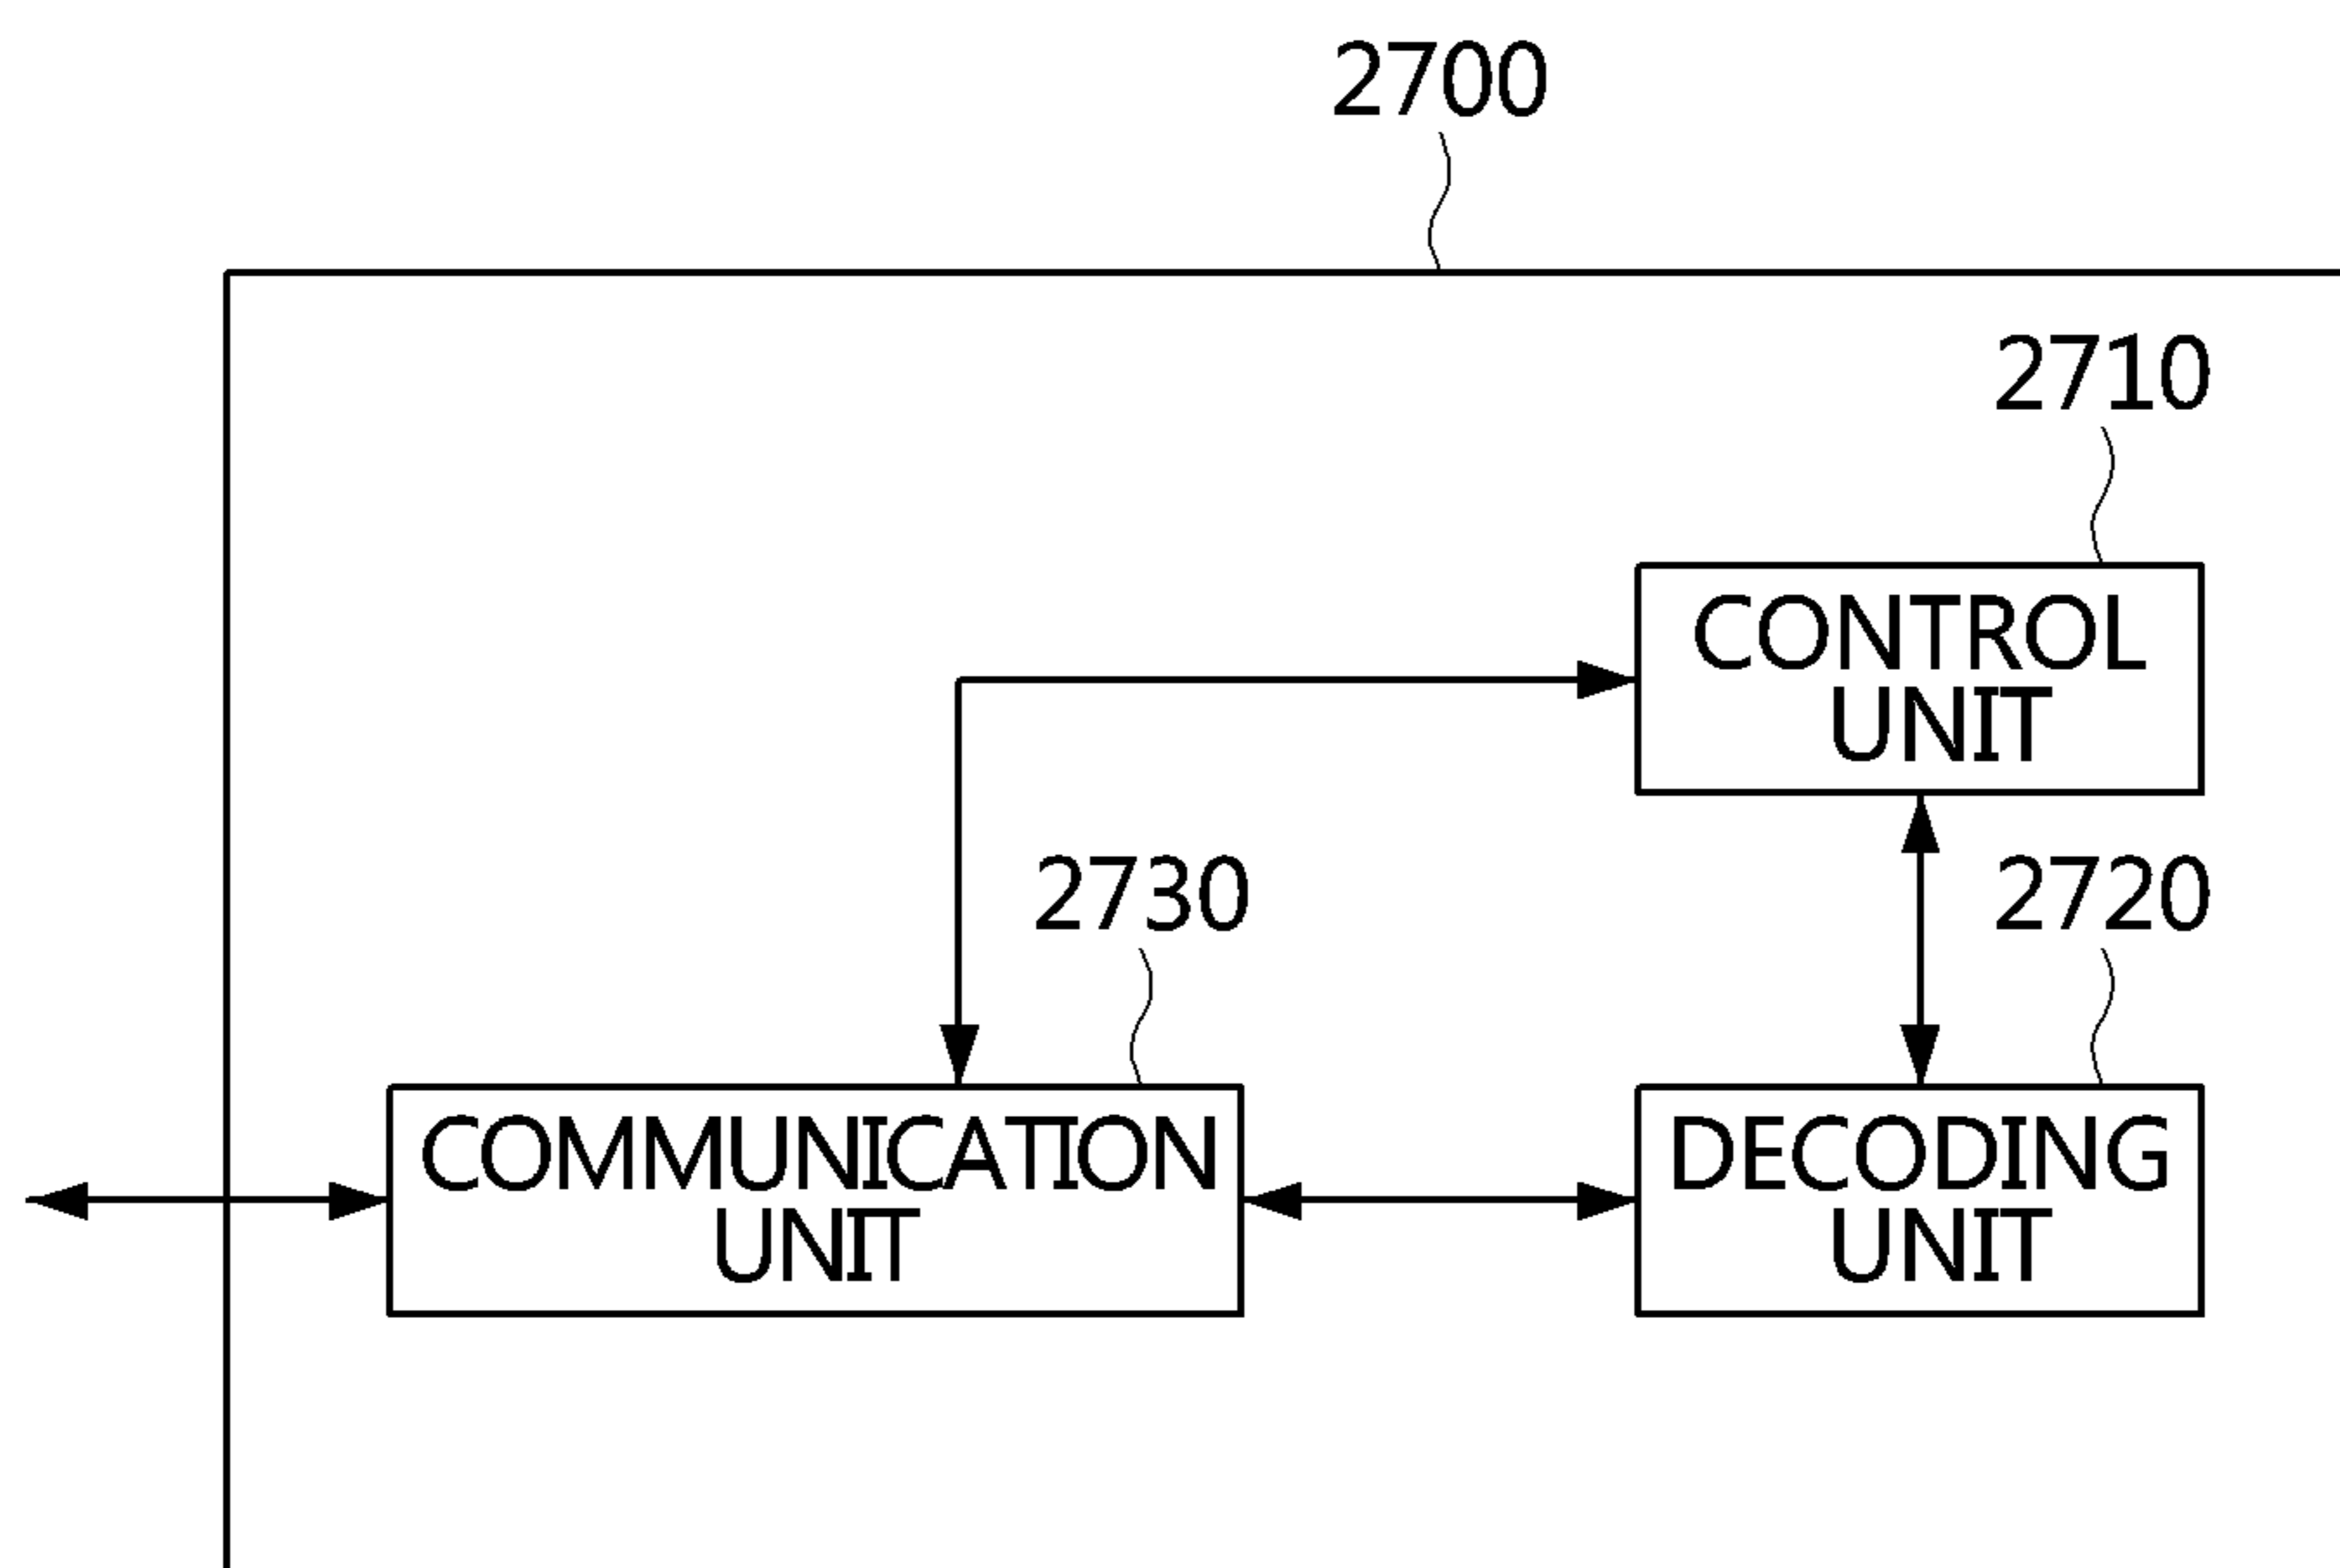 2700
2710
CONTROL
UNIT
2730
2720
COMMUNICATION
UNIT
DECODING
UNIT